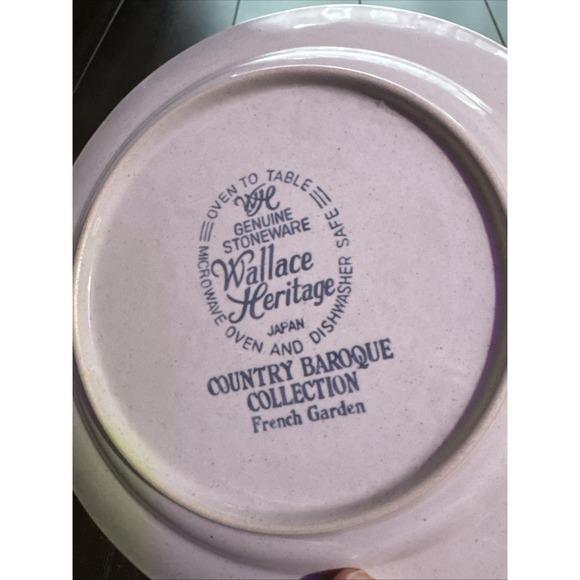 OVEN TO TABLE
WH
GENUINE
STONEWARE
Wallace
Heritage
JAPAN
MICROWAVE OVEN AND DISHWASHER SAFE
COUNTRY BAROQUE
COLLECTION
French Garden